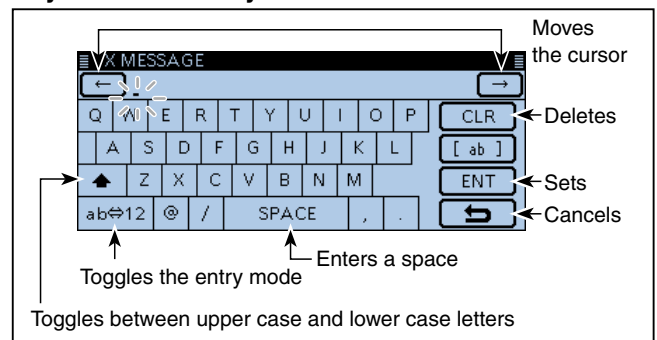 Moves
the cursor
X MESSAGE
← →
Q W E R T Y U I O P CLR Deletes
A S D F G H J K L [ ab ]
Z X C V B N M ENT Sets
ab⇔12 @ / SPACE , . Cancels
Enters a space
Toggles the entry mode
Toggles between upper case and lower case letters